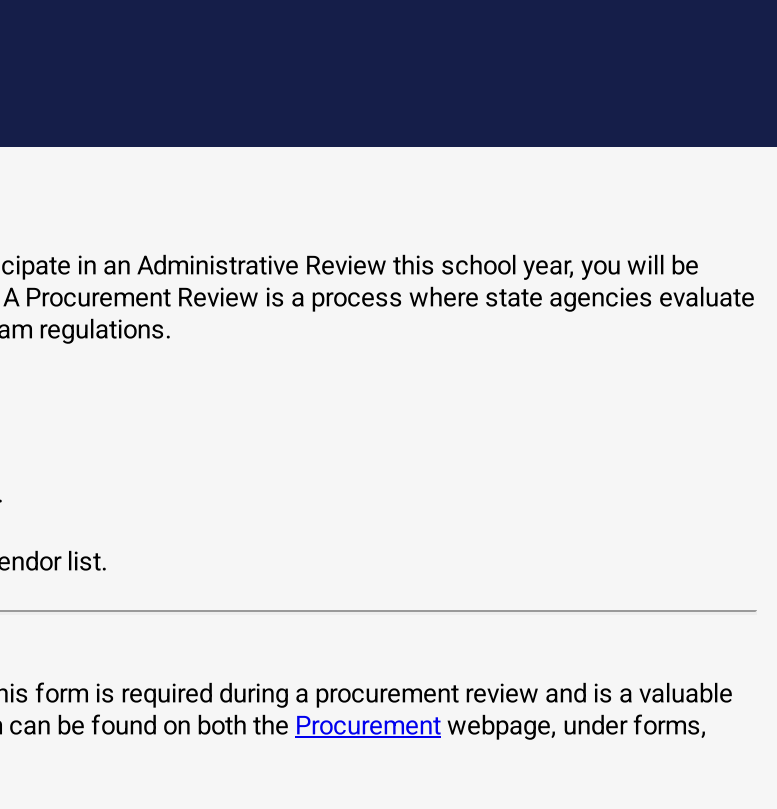 cipate in an Administrative Review this school year, you will be
A Procurement Review is a process where state agencies evaluate
am regulations.
.
endor list.
his form is required during a procurement review and is a valuable
can be found on both the Procurement webpage, under forms,